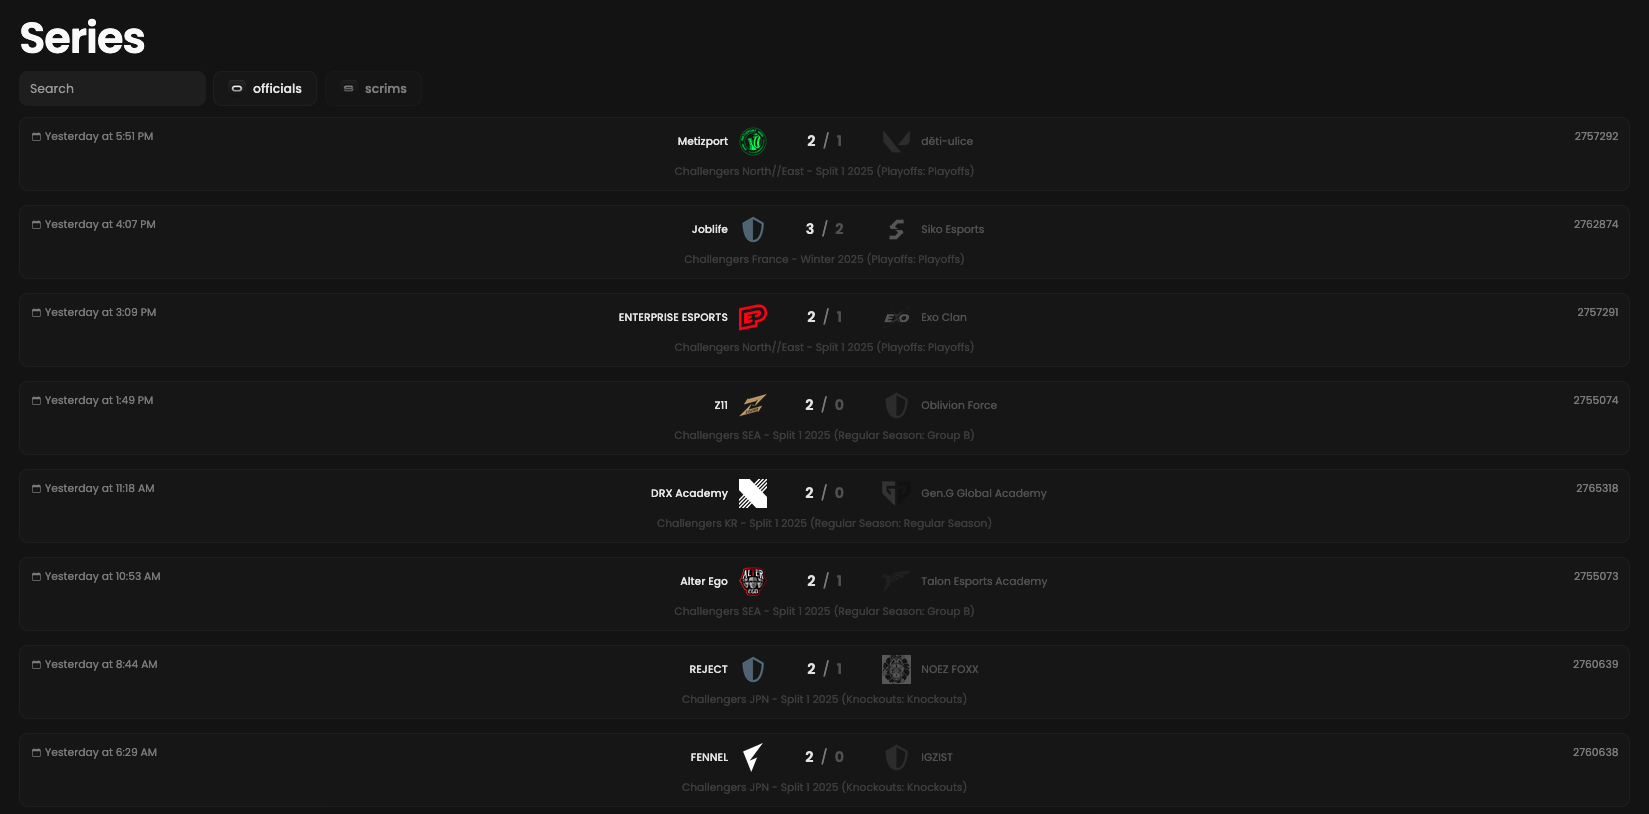 Series
Search
officials
scrims
Yesterday at 5:51 PM
Metizport 2 / 1 děti-ulice
2757292
Challengers North//East - Split 1 2025 (Playoffs: Playoffs)
Yesterday at 4:07 PM
Joblife 3 / 2 Siko Esports
2762874
Challengers France - Winter 2025 (Playoffs: Playoffs)
Yesterday at 3:09 PM
ENTERPRISE ESPORTS 2 / 1 EXO Exo Clan
2757291
Challengers North//East - Split 1 2025 (Playoffs: Playoffs)
Yesterday at 1:49 PM
Z11 2 / 0 Oblivion Force
2755074
Challengers SEA - Split 1 2025 (Regular Season: Group B)
Yesterday at 11:18 AM
DRX Academy 2 / 0 Gen.G Global Academy
2765318
Challengers KR - Split 1 2025 (Regular Season: Regular Season)
Yesterday at 10:53 AM
Alter Ego ALTER EGO 2 / 1 Talon Esports Academy
2755073
Challengers SEA - Split 1 2025 (Regular Season: Group B)
Yesterday at 8:44 AM
REJECT 2 / 1 NOEZ FOXX
2760639
Challengers JPN - Split 1 2025 (Knockouts: Knockouts)
Yesterday at 6:29 AM
FENNEL 2 / 0 IGZIST
2760638
Challengers JPN - Split 1 2025 (Knockouts: Knockouts)